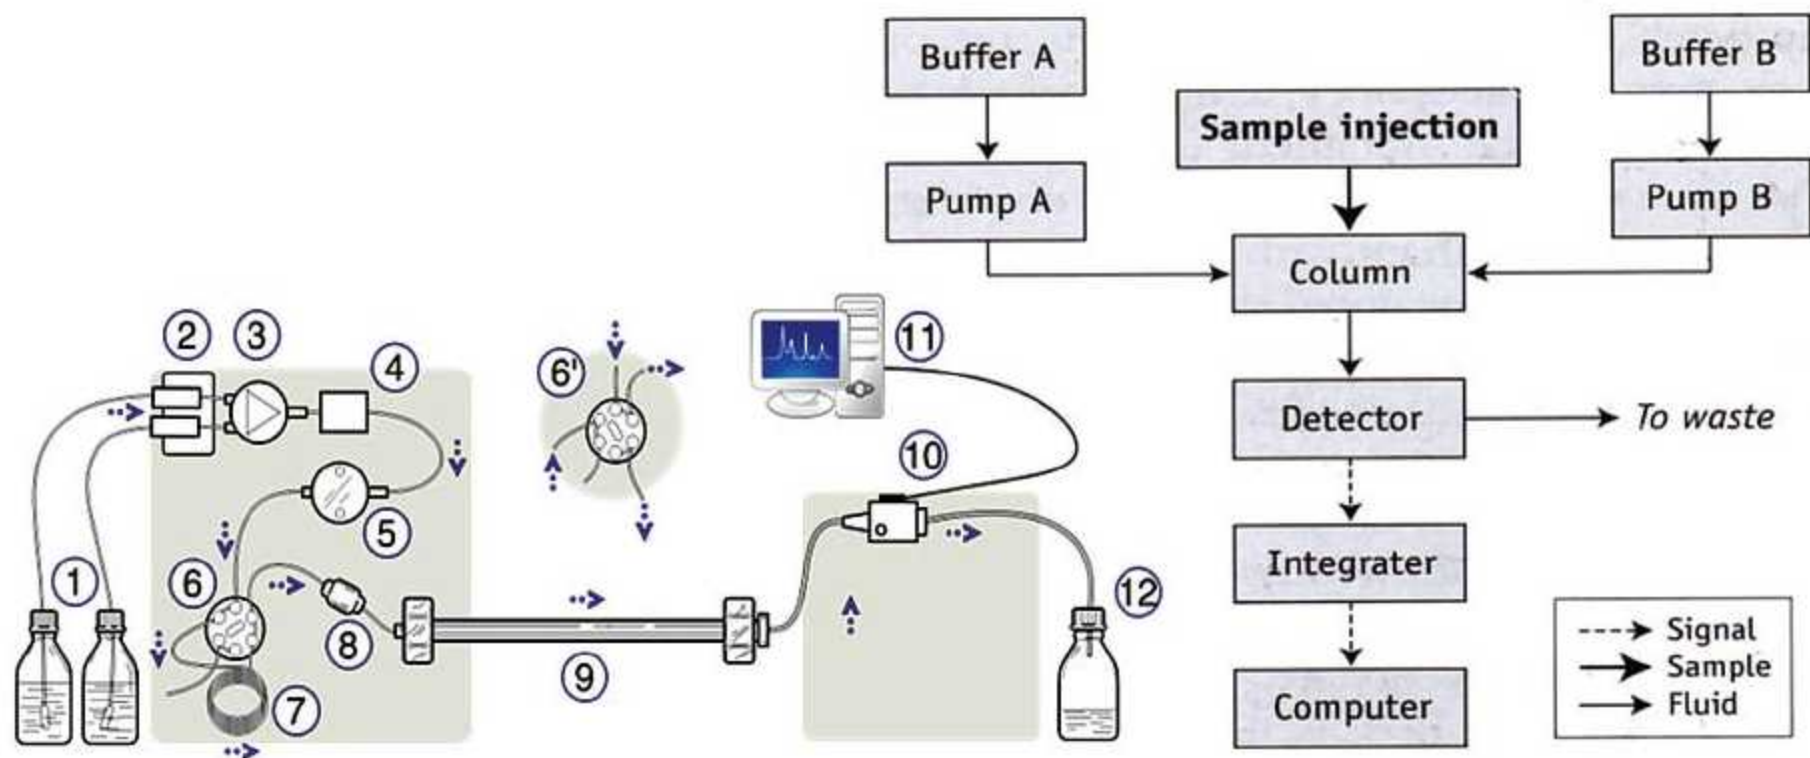 Buffer A
Buffer B
Sample injection
Pump A
Pump B
Column
Detector
To waste
Integrater
Computer
Signal
Sample
Fluid
2
3
4
6'
11
5
10
1
6
8
9
7
12